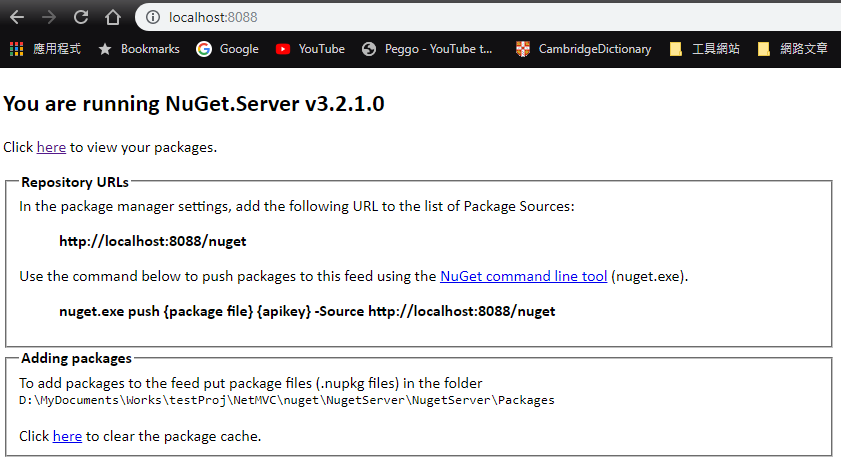 localhost:8088
應用程式 Bookmarks Google YouTube Peggo - YouTube t... CambridgeDictionary 工具網站 網路文章
You are running NuGet.Server v3.2.1.0
Click here to view your packages.
Repository URLs
In the package manager settings, add the following URL to the list of Package Sources:
http://localhost:8088/nuget
Use the command below to push packages to this feed using the NuGet command line tool (nuget.exe).
nuget.exe push {package file} {apikey} -Source http://localhost:8088/nuget
Adding packages
To add packages to the feed put package files (.nupkg files) in the folder
D:\MyDocuments\Works\testProj\NetMVC\nuget\NugetServer\NugetServer\Packages
Click here to clear the package cache.